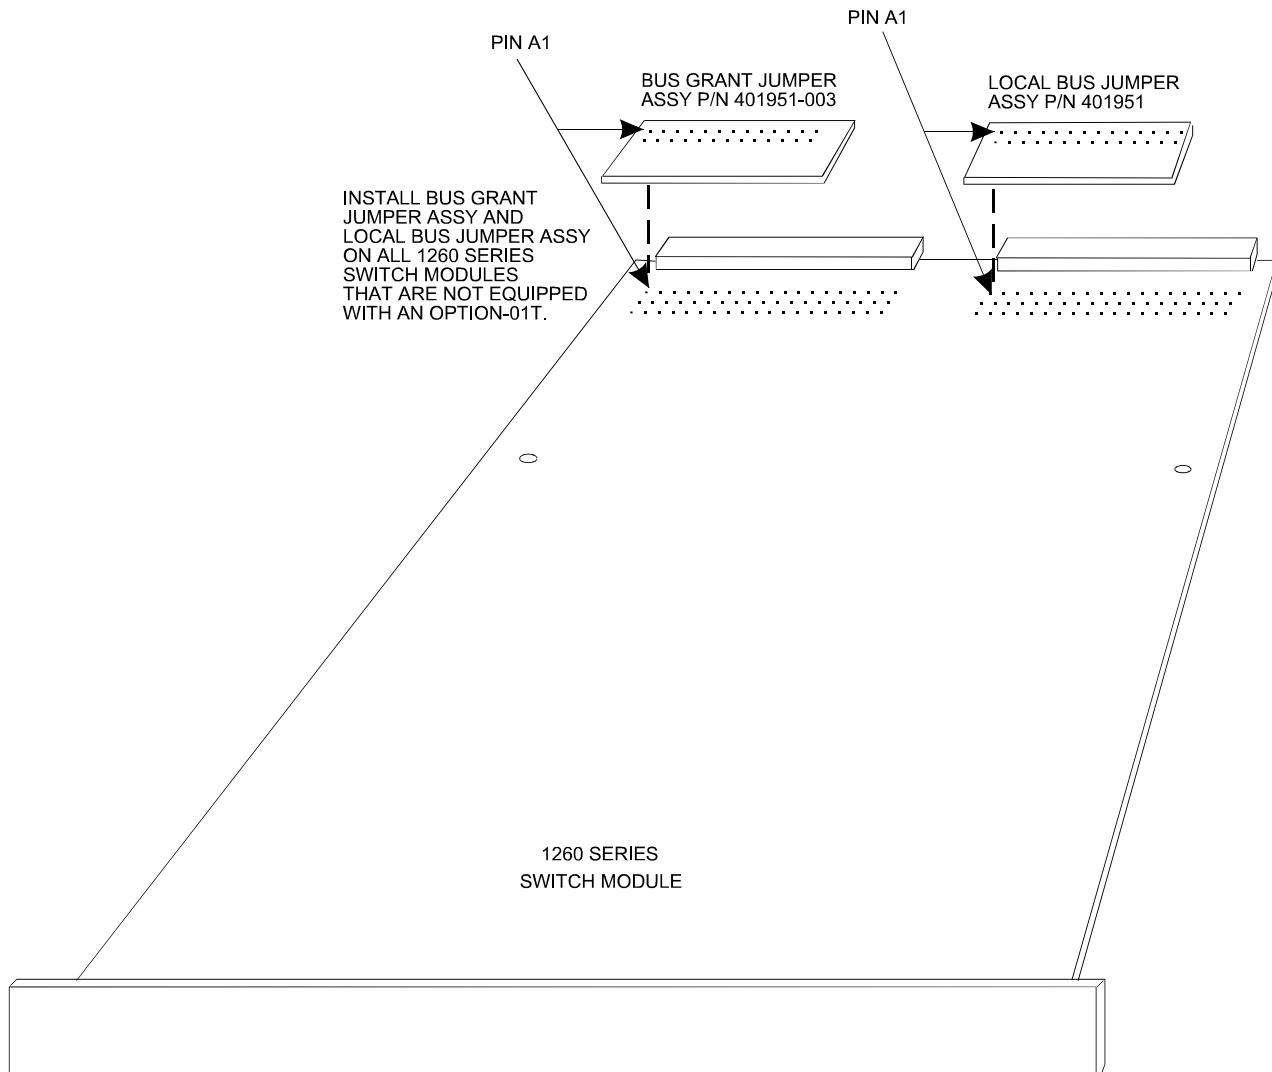 PIN A1
PIN A1
BUS GRANT JUMPER
ASSY P/N 401951-003
LOCAL BUS JUMPER
ASSY P/N 401951
INSTALL BUS GRANT
JUMPER ASSY AND
LOCAL BUS JUMPER ASSY
ON ALL 1260 SERIES
SWITCH MODULES
THAT ARE NOT EQUIPPED
WITH AN OPTION-01T.
1260 SERIES
SWITCH MODULE